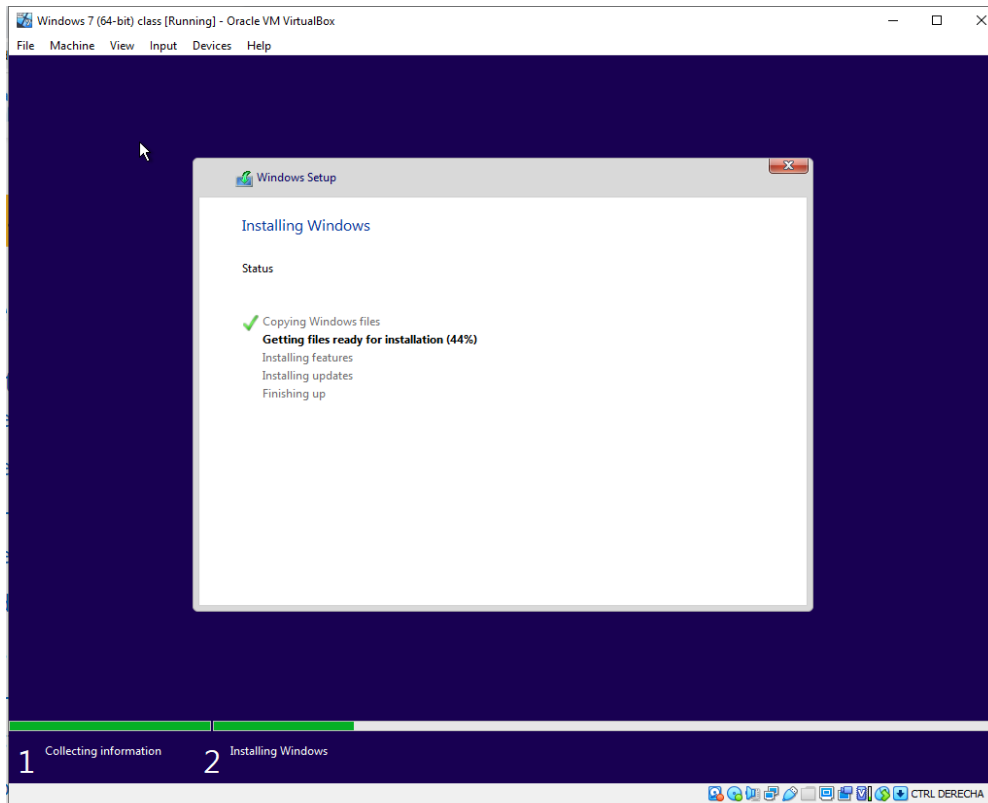 Windows 7 (64-bit) class [Running] - Oracle VM VirtualBox
File Machine View Input Devices Help
Windows Setup
Installing Windows
Status
Copying Windows files
Getting files ready for installation (44%)
Installing features
Installing updates
Finishing up
1 Collecting information 2 Installing Windows
CTRL DERECHA